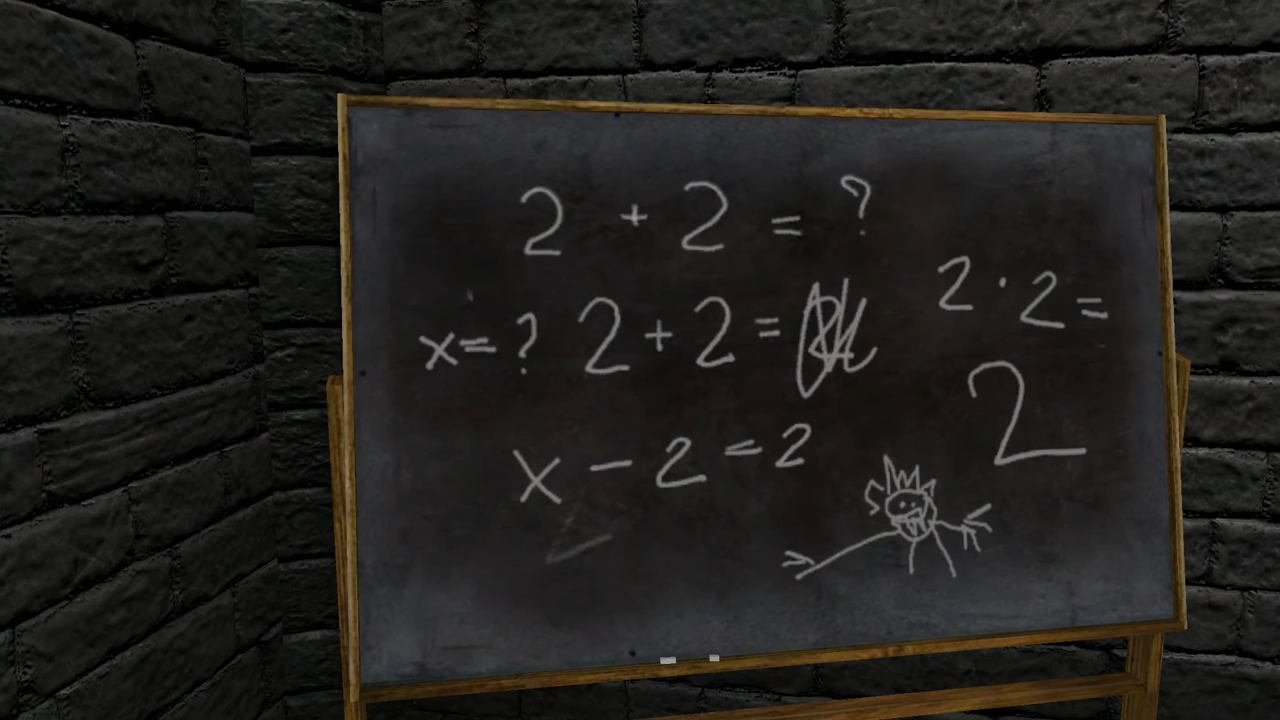 2 + 2 = ?
x = ? 2 + 2 =
x - 2 = 2
2 · 2 =
2